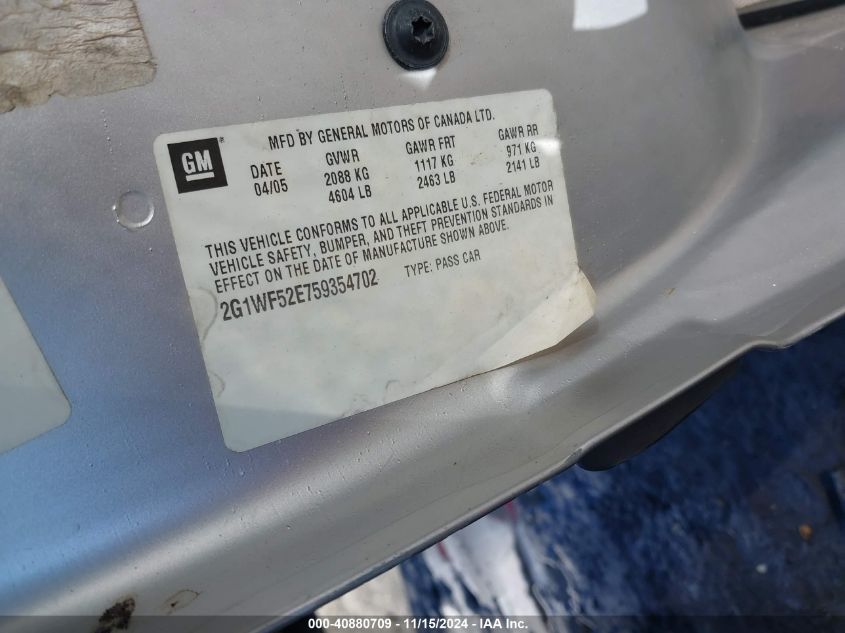 GM
MFD BY GENERAL MOTORS OF CANADA LTD.
DATE GVWR GAWR FRT GAWR RR
04/05 2088 KG 1117 KG 971 KG
4604 LB 2463 LB 2141 LB
THIS VEHICLE CONFORMS TO ALL APPLICABLE U.S. FEDERAL MOTOR
VEHICLE SAFETY, BUMPER, AND THEFT PREVENTION STANDARDS IN
EFFECT ON THE DATE OF MANUFACTURE SHOWN ABOVE.
2G1WF52E759354702 TYPE: PASS CAR
000-40880709 - 11/15/2024 - IAA Inc.